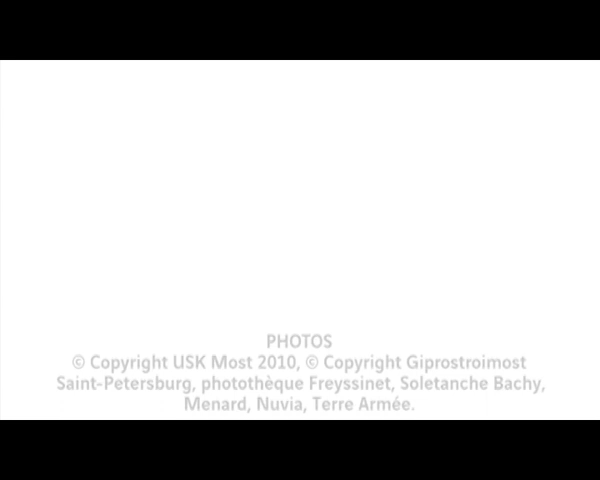 PHOTOS
© Copyright USK Most 2010, © Copyright Giprostroimost
Saint-Petersburg, photothèque Freyssinet, Soletanche Bachy,
Menard, Nuvia, Terre Armée.